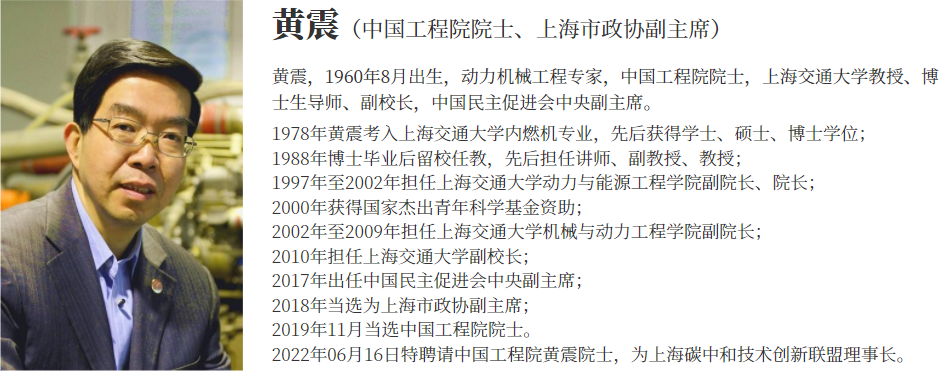 黄震（中国工程院院士、上海市政协副主席）
黄震，1960年8月出生，动力机械工程专家，中国工程院院士，上海交通大学教授、博
士生导师、副校长，中国民主促进会中央副主席。
1978年黄震考入上海交通大学内燃机专业，先后获得学士、硕士、博士学位；
1988年博士毕业后留校任教，先后担任讲师、副教授、教授；
1997年至2002年担任上海交通大学动力与能源工程学院副院长、院长；
2000年获得国家杰出青年科学基金资助；
2002年至2009年担任上海交通大学机械与动力工程学院副院长；
2010年担任上海交通大学副校长；
2017年出任中国民主促进会中央副主席；
2018年当选为上海市政协副主席；
2019年11月当选中国工程院院士。
2022年06月16日特聘请中国工程院黄震院士，为上海碳中和技术创新联盟理事长。